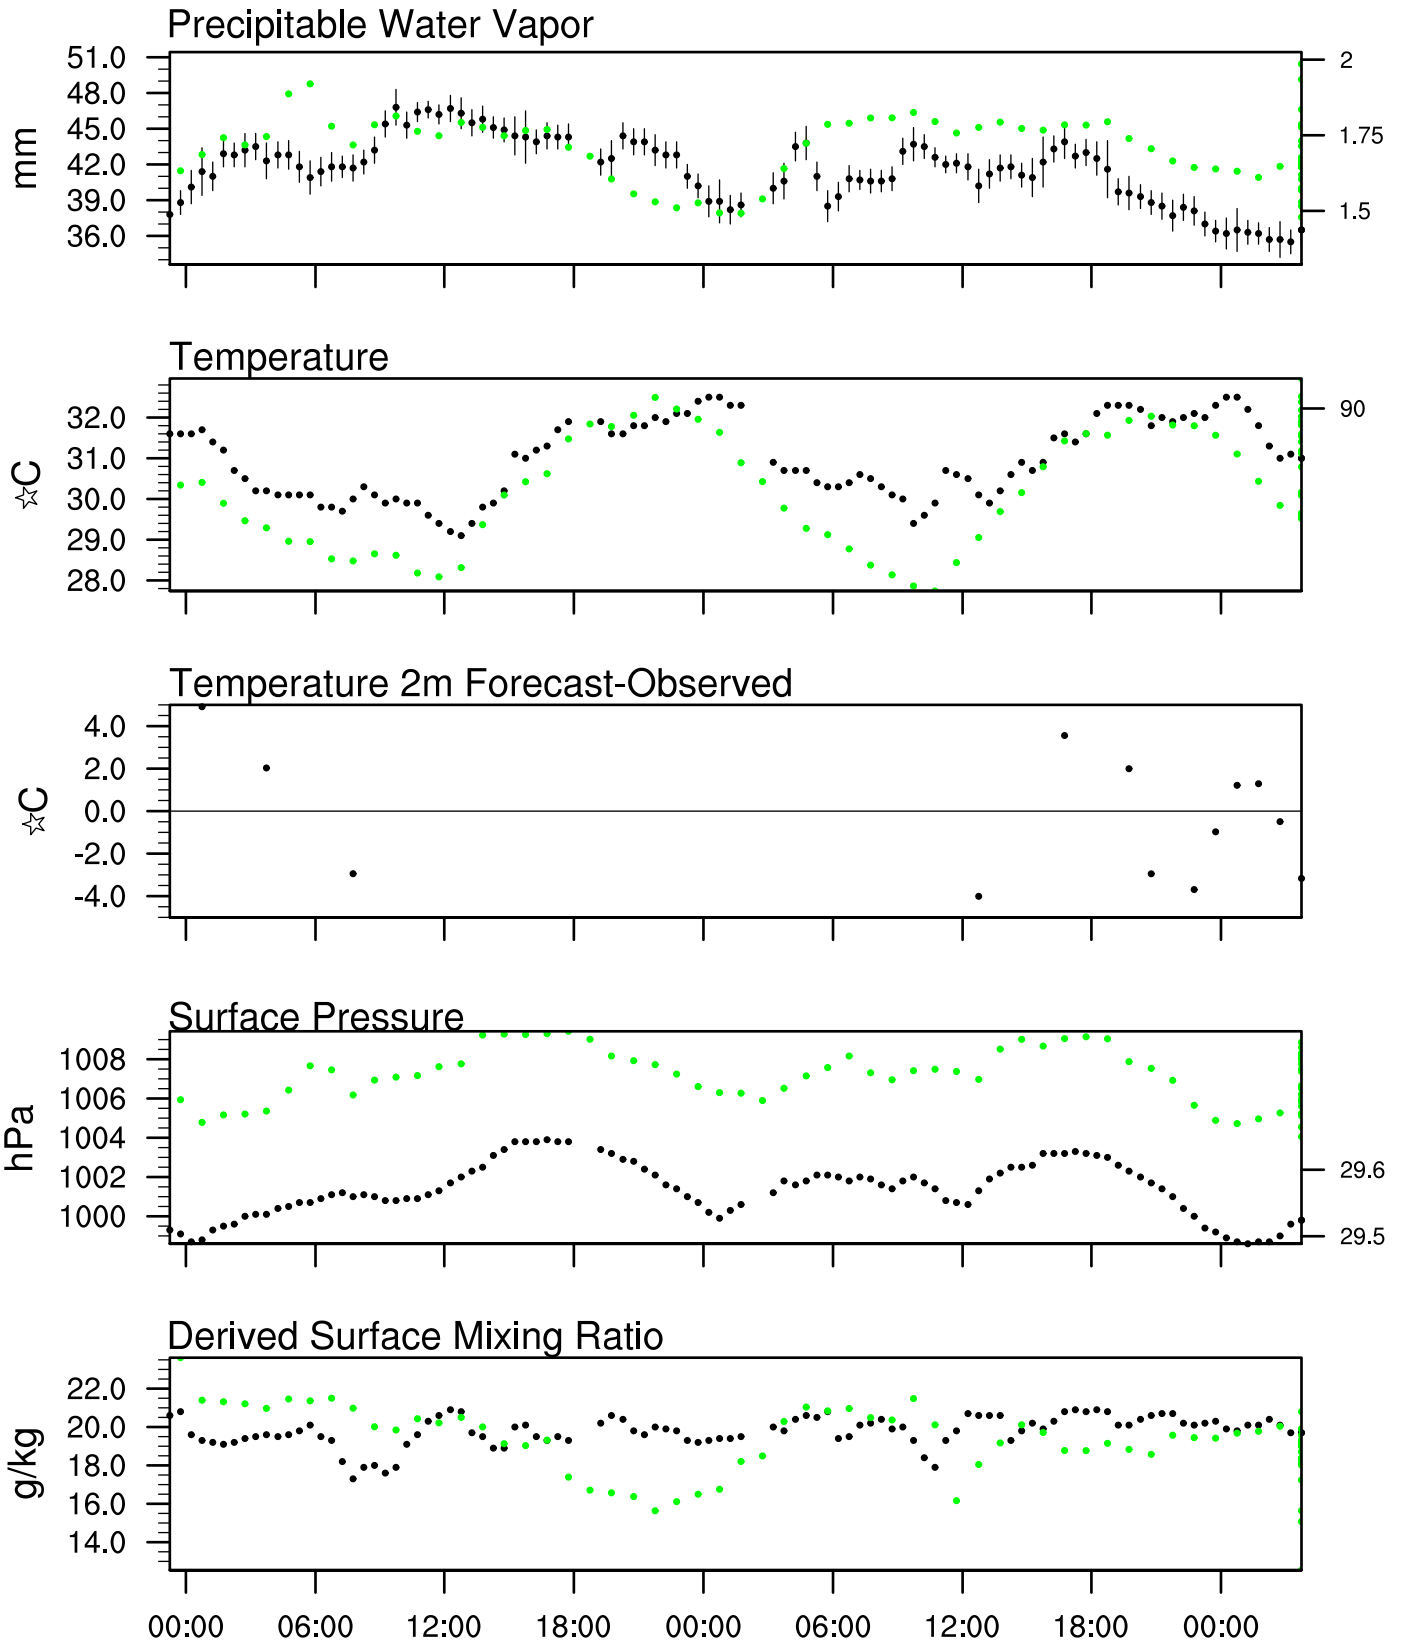 Precipitable Water Vapor
51.0
48.0
45.0
42.0
39.0
36.0
mm
2
1.75
1.5
Temperature
32.0
31.0
30.0
29.0
28.0
☆C
90
Temperature 2m Forecast-Observed
4.0
2.0
0.0
-2.0
-4.0
☆C
Surface Pressure
1008
1006
1004
1002
1000
hPa
29.6
29.5
Derived Surface Mixing Ratio
22.0
20.0
18.0
16.0
14.0
g/kg
00:00 06:00 12:00 18:00 00:00 06:00 12:00 18:00 00:00